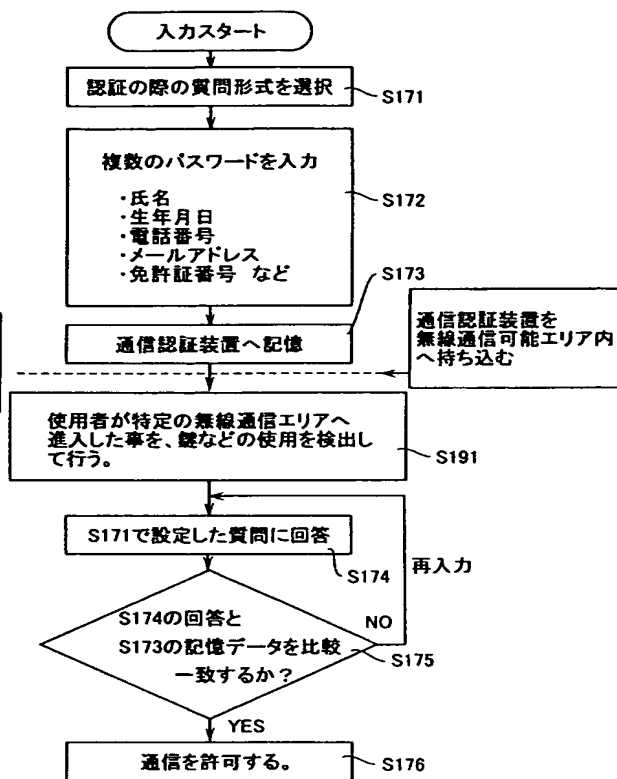 入力スタート
認証の際の質問形式を選択
S171
複数のパスワードを入力
・氏名
・生年月日
・電話番号
・メールアドレス
・免許証番号 など
S172
S173
通信認証装置へ記憶
通信認証装置を
無線通信可能エリア内
へ持ち込む
使用者が特定の無線通信エリアへ
進入した事を、鍵などの使用を検出し
て行う。
S191
S171で設定した質問に回答
S174
再入力
S174の回答と
S173の記憶データを比較
一致するか？
NO
S175
YES
通信を許可する。
S176